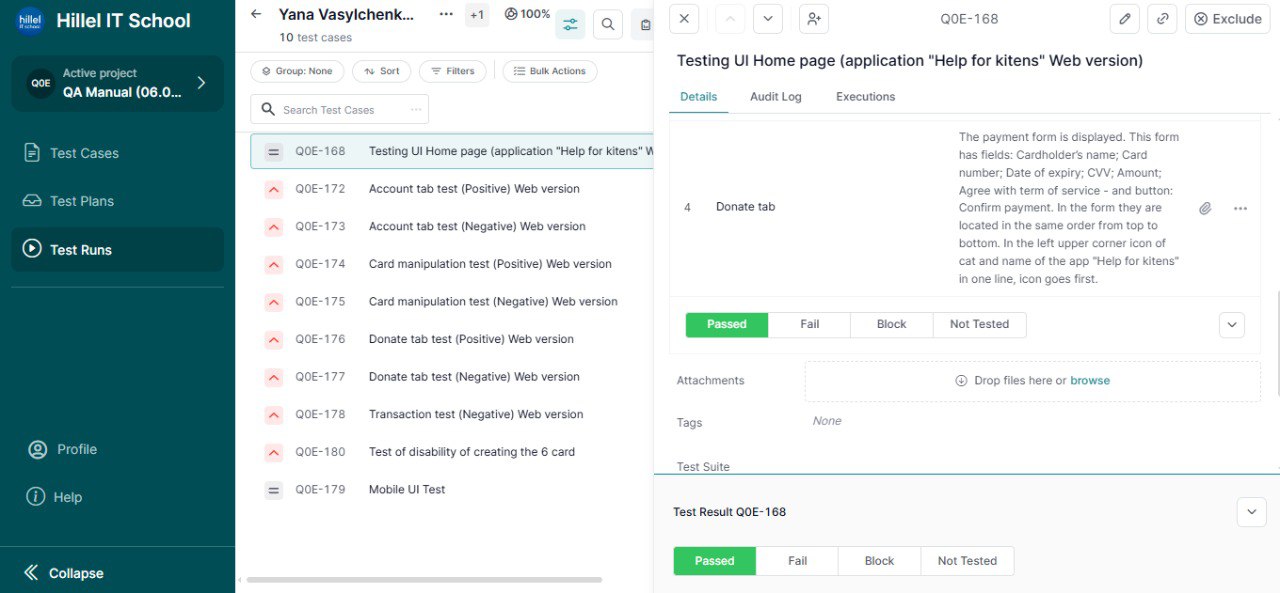 hillel
IT school
Hillel IT School
Q0E
Active project
QA Manual (06.0...
Test Cases
Test Plans
Test Runs
Profile
Help
Collapse
Yana Vasylchenk...
+1
100%
10 test cases
Group: None
Sort
Filters
Bulk Actions
Search Test Cases
Q0E-168 Testing UI Home page (application "Help for kitens" W
Q0E-172 Account tab test (Positive) Web version
Q0E-173 Account tab test (Negative) Web version
Q0E-174 Card manipulation test (Positive) Web version
Q0E-175 Card manipulation test (Negative) Web version
Q0E-176 Donate tab test (Positive) Web version
Q0E-177 Donate tab test (Negative) Web version
Q0E-178 Transaction test (Negative) Web version
Q0E-180 Test of disability of creating the 6 card
Q0E-179 Mobile UI Test
Q0E-168
Exclude
Testing UI Home page (application "Help for kitens" Web version)
Details Audit Log Executions
4 Donate tab
The payment form is displayed. This form
has fields: Cardholder's name; Card
number; Date of expiry; CVV; Amount;
Agree with term of service - and button:
Confirm payment. In the form they are
located in the same order from top to
bottom. In the left upper corner icon of
cat and name of the app "Help for kitens"
in one line, icon goes first.
Passed Fail Block Not Tested
Attachments Drop files here or browse
Tags None
Test Suite
Test Result Q0E-168
Passed Fail Block Not Tested